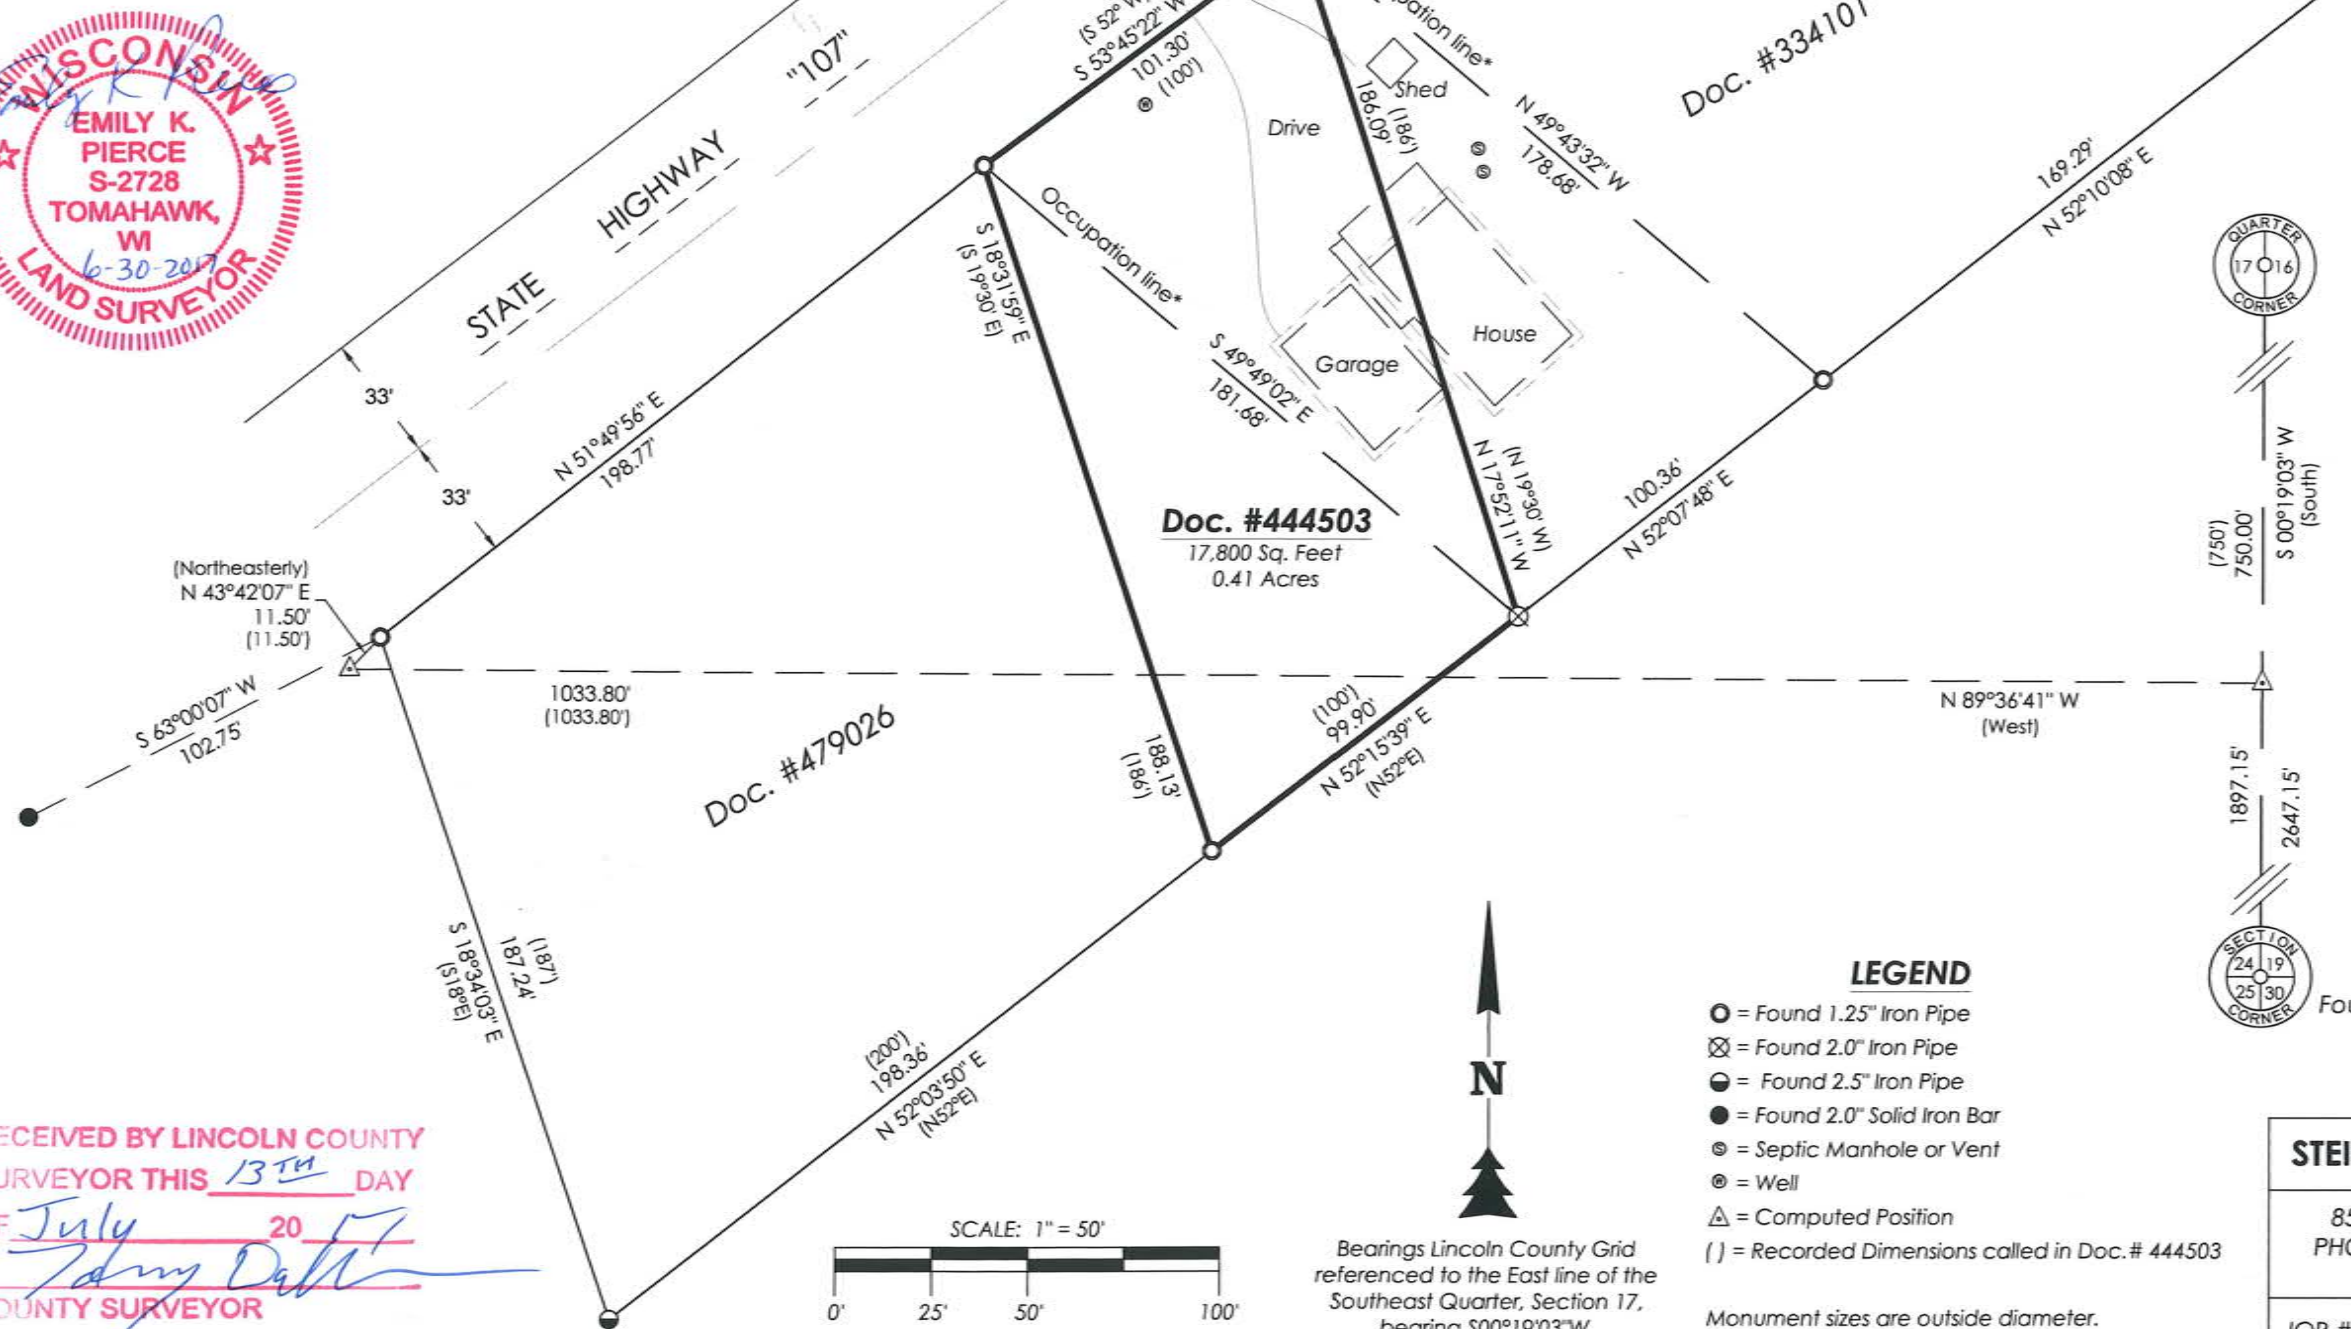 WISCONSIN
EMILY K.
PIERCE
S-2728
TOMAHAWK,
WI
6-30-2017
LAND SURVEYOR
STATE HIGHWAY "107"
33'
33'
S 53°45'22" W
101.30'
(100')
Occupation line*
S 49°49'02" E
181.68'
S 18°31'59" E
(S 19°30' E)
188.13'
(186')
Drive
Shed
Garage
House
186.09'
(186')
N 49°43'32" W
178.68'
Doc. #334101
169.29'
N 52°10'08" E
(N 19°30' W)
N 17°52'11" W
100.36'
N 52°07'48" E
N 51°49'56" E
198.77'
Doc. #444503
17,800 Sq. Feet
0.41 Acres
(Northeasterly)
N 43°42'07" E
11.50'
(11.50')
S 63°00'07" W
102.75'
1033.80'
(1033.80')
N 89°36'41" W
(West)
Doc. #479026
(100')
99.90'
N 52°15'39" E
(N52°E)
S 18°34'03" E
(S18°E)
(187')
187.24'
(200')
198.36'
N 52°03'50" E
(N52°E)
QUARTER
17 16
CORNER
(750')
750.00'
S 00°19'03" W
(South)
1897.15'
2647.15'
SECTION
24 19
25 30
CORNER
LEGEND
= Found 1.25" Iron Pipe
= Found 2.0" Iron Pipe
= Found 2.5" Iron Pipe
= Found 2.0" Solid Iron Bar
S = Septic Manhole or Vent
W = Well
= Computed Position
( ) = Recorded Dimensions called in Doc.# 444503
Monument sizes are outside diameter.
N
Bearings Lincoln County Grid
referenced to the East line of the
Southeast Quarter, Section 17,
bearing S00°19'03"W
SCALE: 1" = 50'
0' 25' 50' 100'
ECEIVED BY LINCOLN COUNTY
URVEYOR THIS 13TH DAY
July 20 17
OUNTY SURVEYOR
STEI